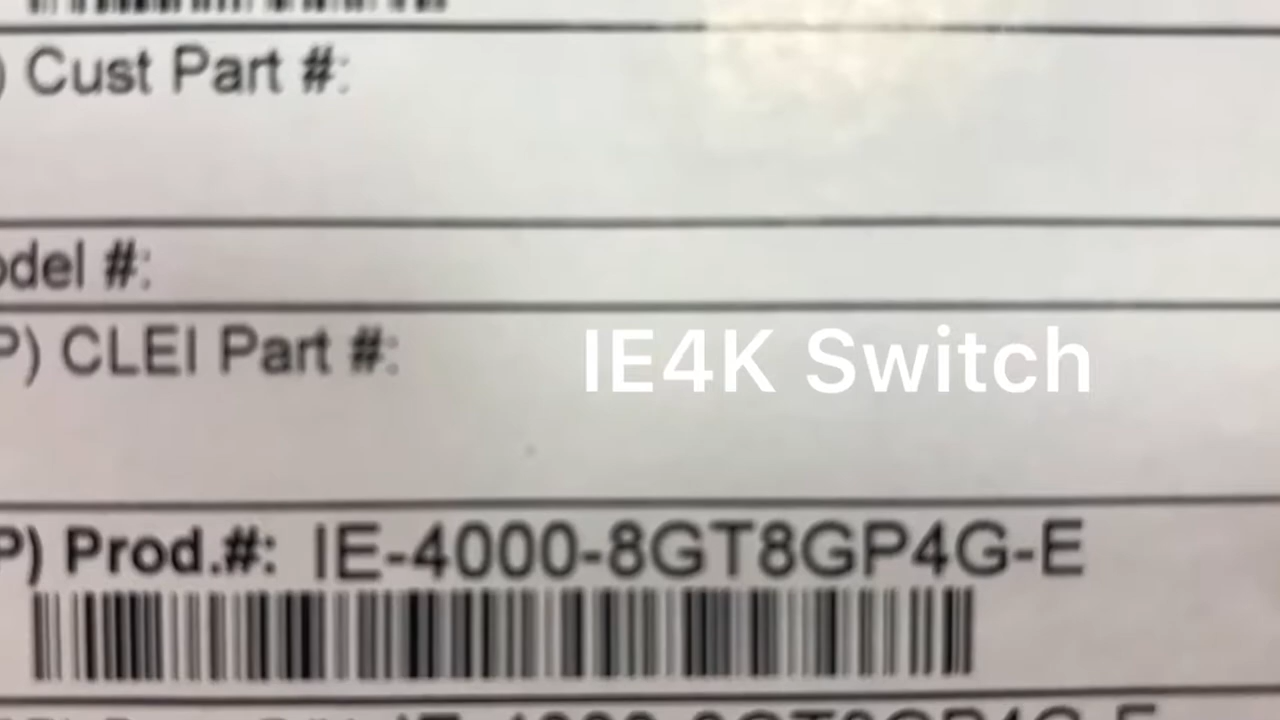 ) Cust Part #:
odel #:
P) CLEI Part #:
IE4K Switch
P) Prod.#: IE-4000-8GT8GP4G-E